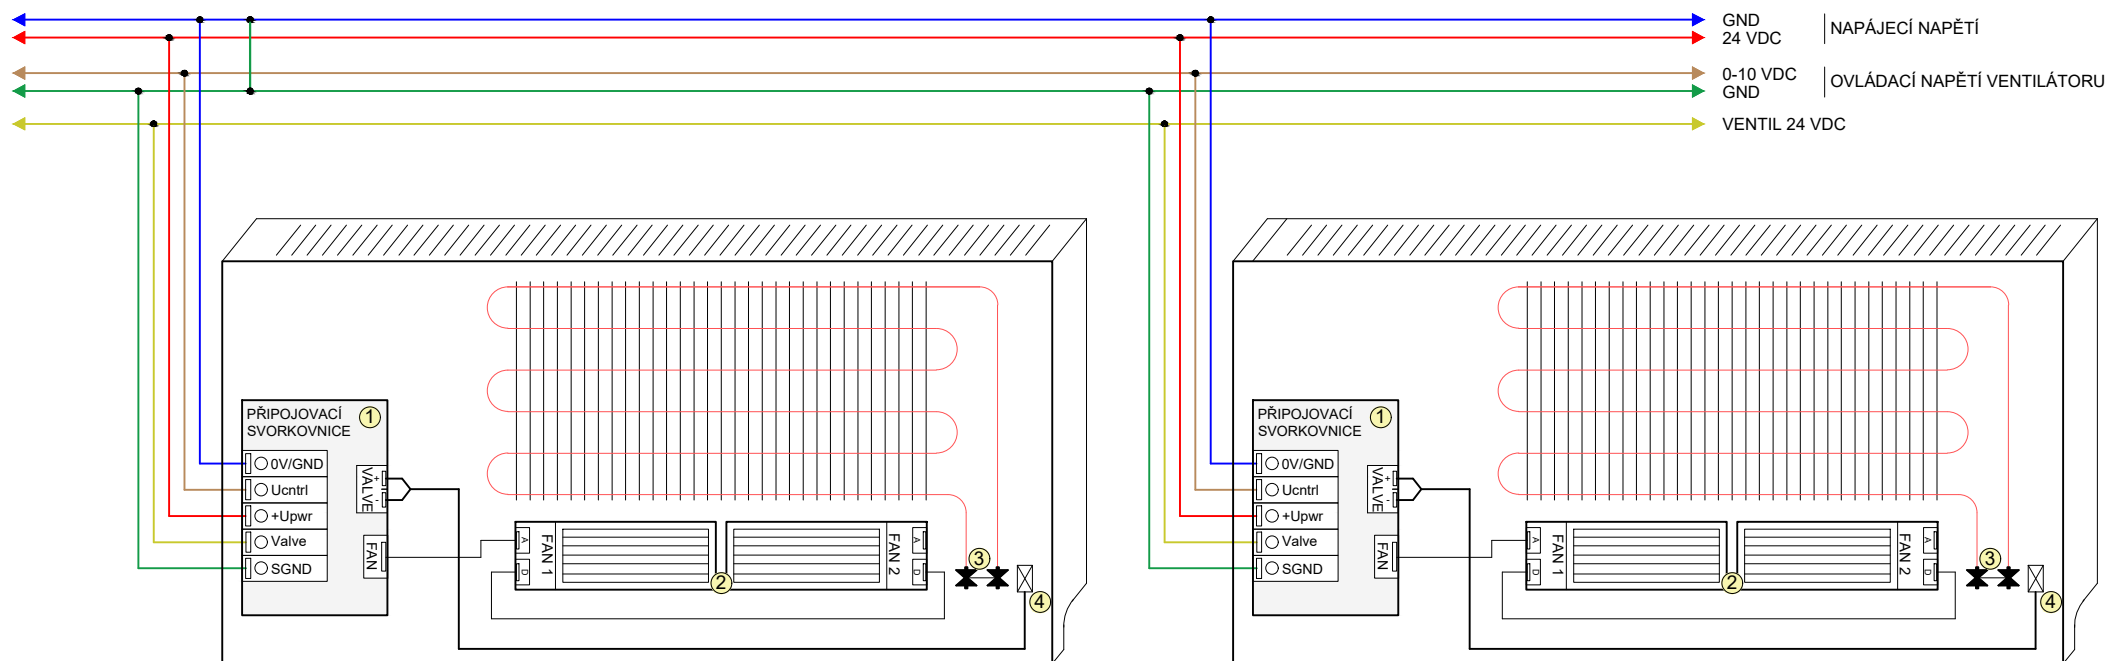 GND
24 VDC
NAPÁJECÍ NAPĚTÍ
0-10 VDC
GND
OVLÁDACÍ NAPĚTÍ VENTILÁTORU
VENTIL 24 VDC
PŘIPOJOVACÍ
SVORKOVNICE
1
0V/GND
Ucntrl
+Upwr
Valve
SGND
VALVE
+
-
FAN
A
D
FAN 1
2
FAN 2
A
D
3
4
PŘIPOJOVACÍ
SVORKOVNICE
1
0V/GND
Ucntrl
+Upwr
Valve
SGND
VALVE
+
-
FAN
A
D
FAN 1
2
FAN 2
A
D
3
4